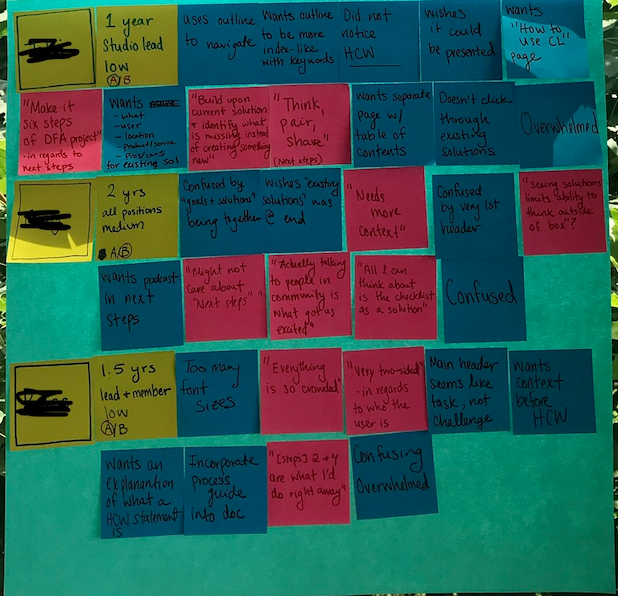 1 year
Studio lead
low
A/B
uses outline
to navigate
Wants outline
to be more
index-like
with keywords
Did not
notice
HCW
wishes
it could
be presented
wants
"How to
use CL"
page
"Make it
six steps
of DFA project"
-in regards to
next steps
Wants
- what
- user
- location
- Product/service
- Pros/cons
for existing sol
"Build upon
current solution
& identify what
is missing instead
of creating something
new"
"Think,
pair,
share"
(Next steps)
Wants separate
page w/
table of
contents
Doesn't click
through
existing
solutions
Overwhelmed
2 yrs
all positions
medium
A/B
Confused by
"goals + solutions"
Wishes "existing
solutions" was
being together @ end
"Needs
more
context"
Confused
by very 1st
header
"seeing solutions
limits ability to
think outside
of box"?
wants podcast
in next
steps
"Might not
care about
"Next steps" "
"Actually talking
to people in
community is
what got us
excited"
"All I can
think about
is the checklist
as a solution"
Confused
1.5 yrs
lead + member
low
A/B
Too many
font
sizes
"Everything
is so crowded"
"Very two-sided"
-in regards
to who the
user is
Main header
seems like
task, not
challenge
Wants
context
before
HCW
Wants an
explanantion
of what a
HCW statement
is
Incorporate
process
guide
into doc
"[steps] 2 + 4
are what I'd
do right away"
Confusing
Overwhelmed